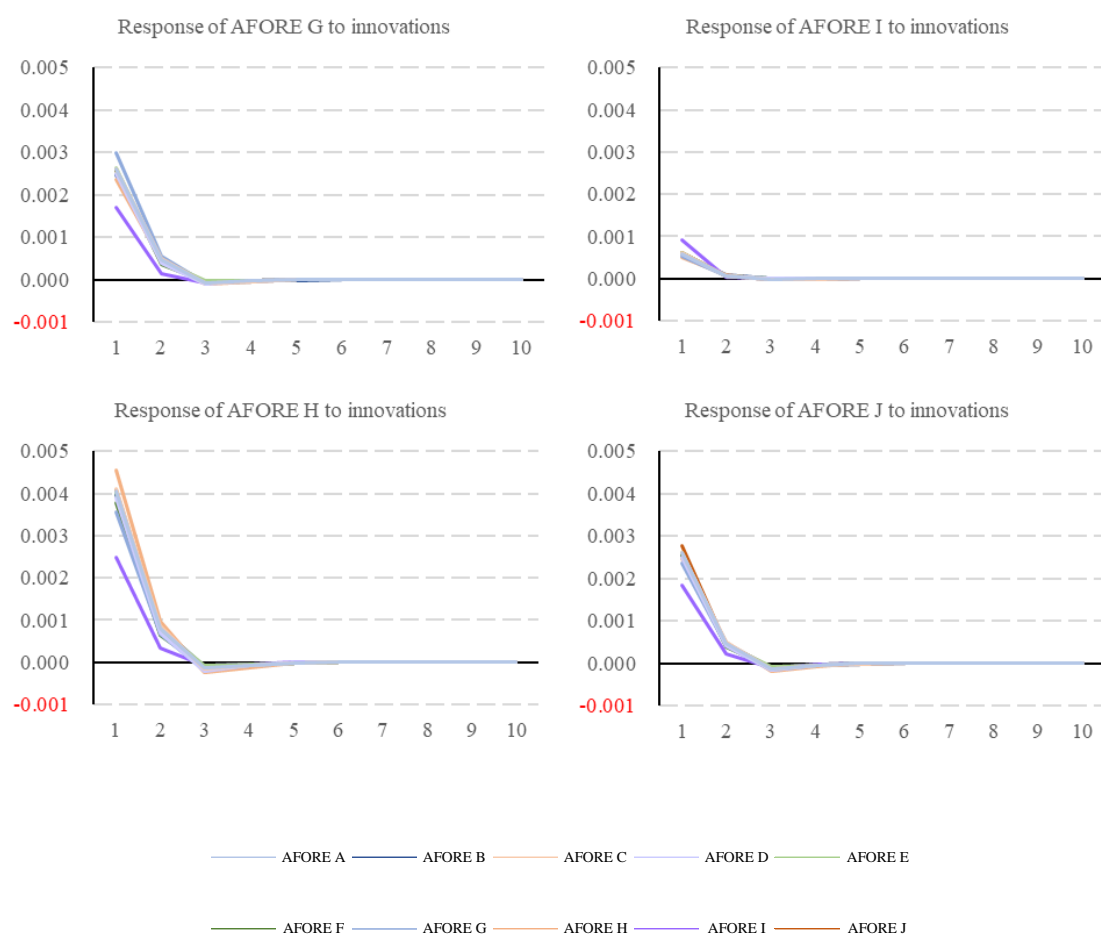 Response of AFORE G to innovations
0.005
0.004
0.003
0.002
0.001
0.000
-0.001
1 2 3 4 5 6 7 8 9 10
Response of AFORE I to innovations
0.005
0.004
0.003
0.002
0.001
0.000
-0.001
1 2 3 4 5 6 7 8 9 10
Response of AFORE H to innovations
0.005
0.004
0.003
0.002
0.001
0.000
-0.001
1 2 3 4 5 6 7 8 9 10
Response of AFORE J to innovations
0.005
0.004
0.003
0.002
0.001
0.000
-0.001
1 2 3 4 5 6 7 8 9 10
AFORE A AFORE B AFORE C AFORE D AFORE E
AFORE F AFORE G AFORE H AFORE I AFORE J